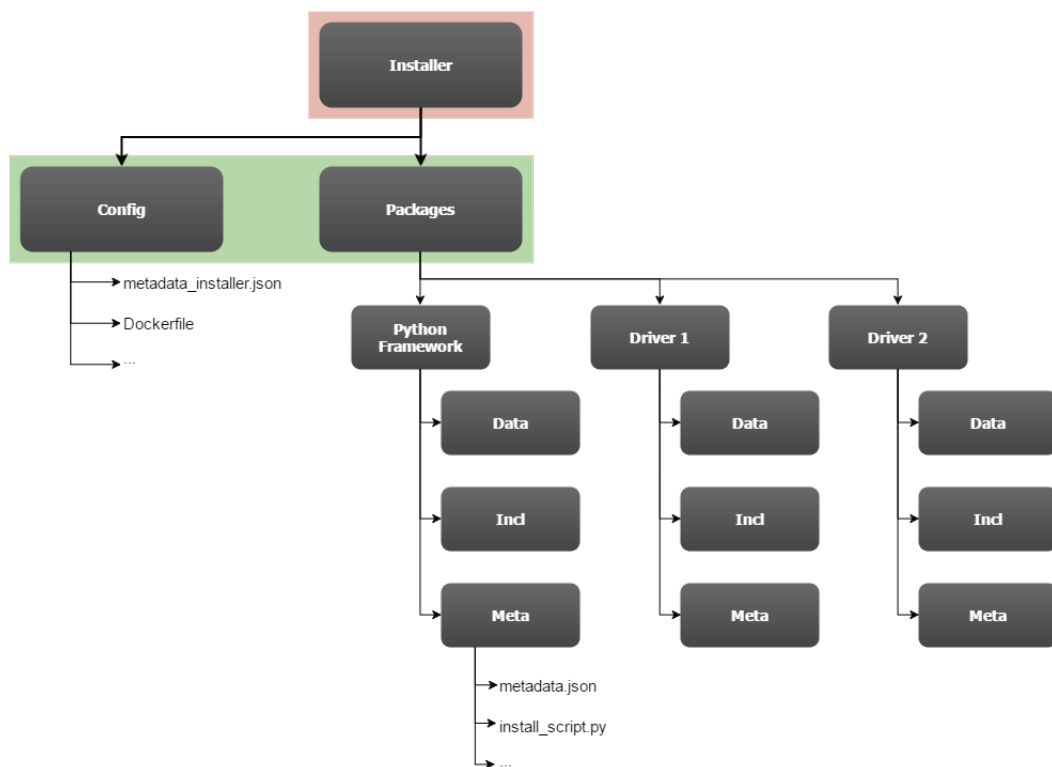 Installer
Config
Packages
metadata_installer.json
Dockerfile
...
Python
Framework
Driver 1
Driver 2
Data
Data
Data
Incl
Incl
Incl
Meta
Meta
Meta
metadata.json
install_script.py
...